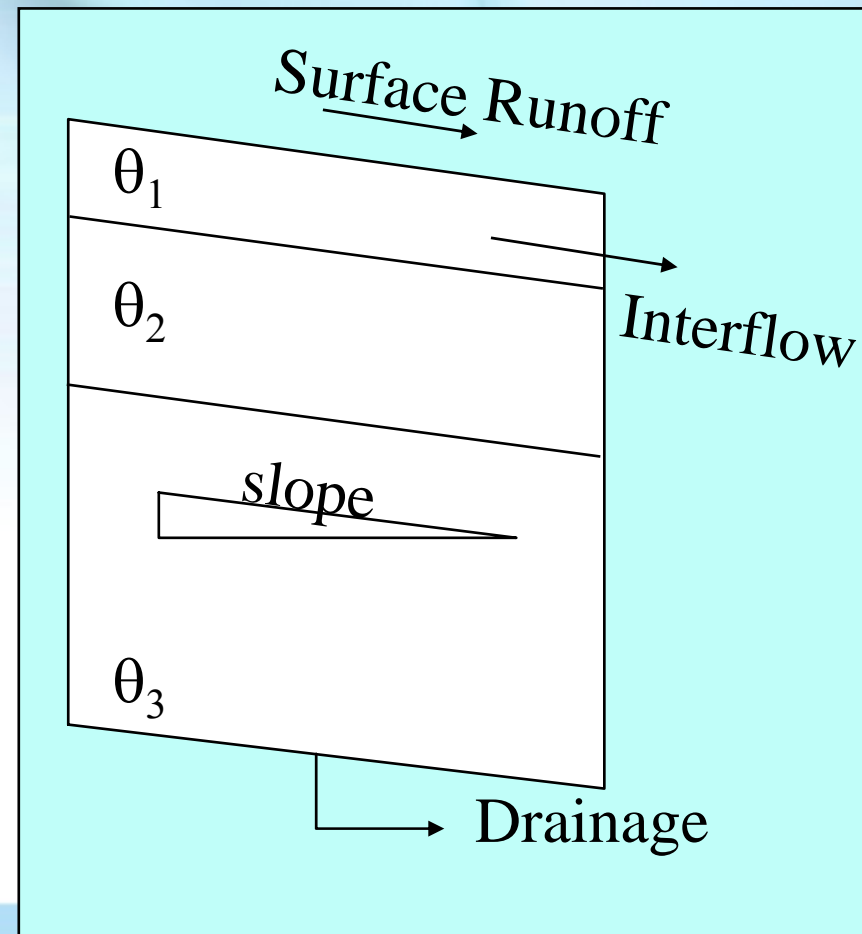 Surface Runoff
θ₁
θ₂
Interflow
slope
θ₃
Drainage